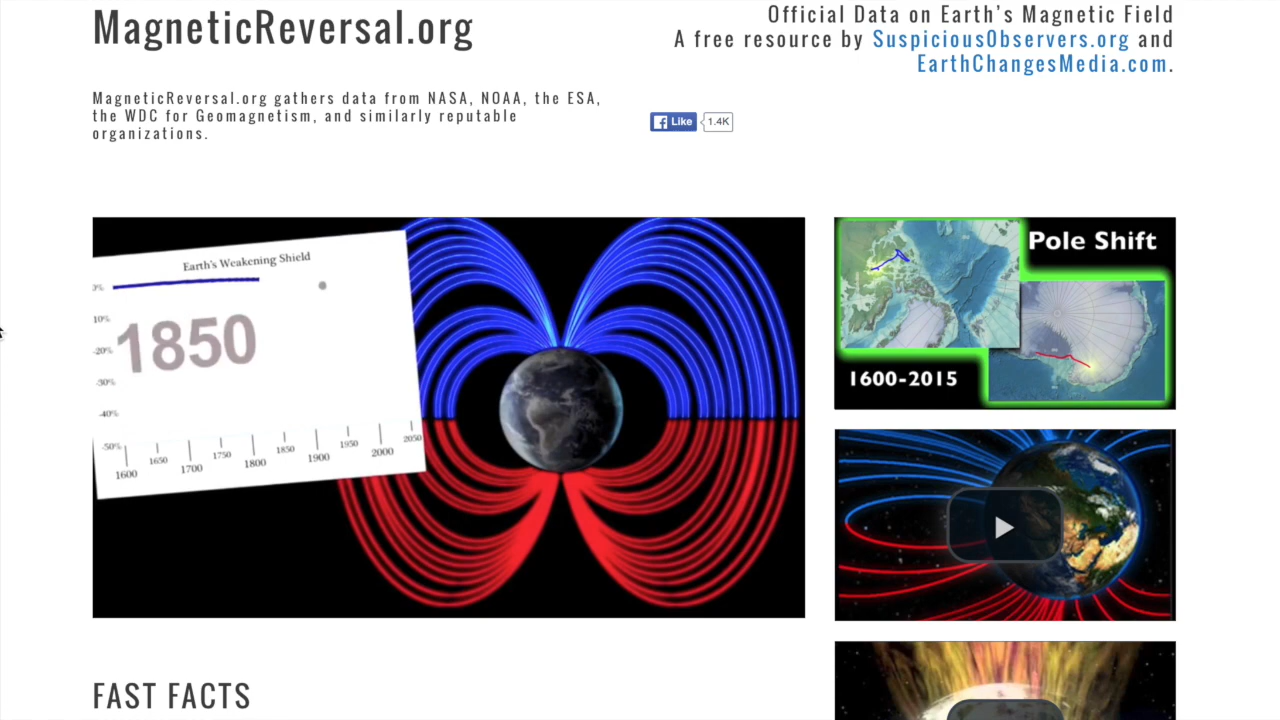 MagneticReversal.org
Official Data on Earth's Magnetic Field
A free resource by SuspiciousObservers.org and
EarthChangesMedia.com.
MagneticReversal.org gathers data from NASA, NOAA, the ESA,
the WDC for Geomagnetism, and similarly reputable
organizations.
Like
1.4K
Earth's Weakening Shield
0%
10%
-20%
-30%
-40%
-50%
1850
1600
1650
1700
1750
1800
1850
1900
1950
2000
2050
Pole Shift
1600-2015
FAST FACTS